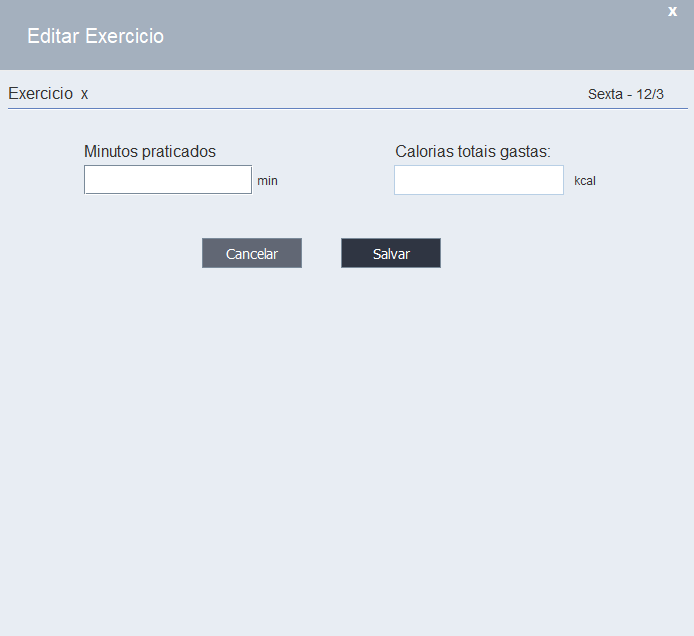 x
Editar Exercicio
Exercicio x
Sexta - 12/3
Minutos praticados
Calorias totais gastas:
min
kcal
Cancelar
Salvar